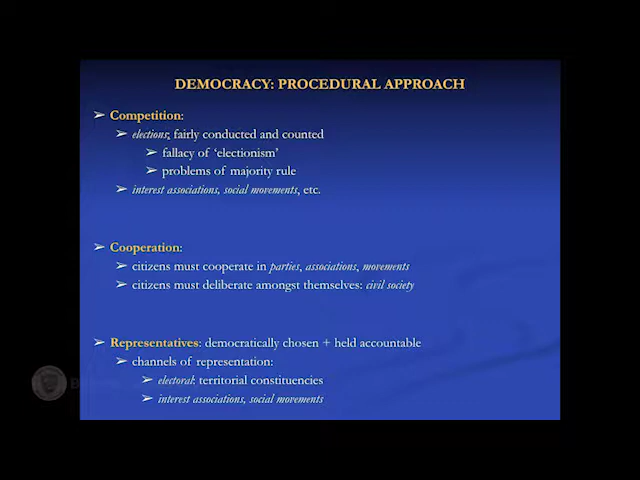 DEMOCRACY: PROCEDURAL APPROACH
➢ Competition:
➢ elections; fairly conducted and counted
➢ fallacy of ‘electionism’
➢ problems of majority rule
➢ interest associations, social movements, etc.
➢ Cooperation:
➢ citizens must cooperate in parties, associations, movements
➢ citizens must deliberate amongst themselves: civil society
➢ Representatives: democratically chosen + held accountable
➢ channels of representation:
➢ electoral: territorial constituencies
➢ interest associations, social movements